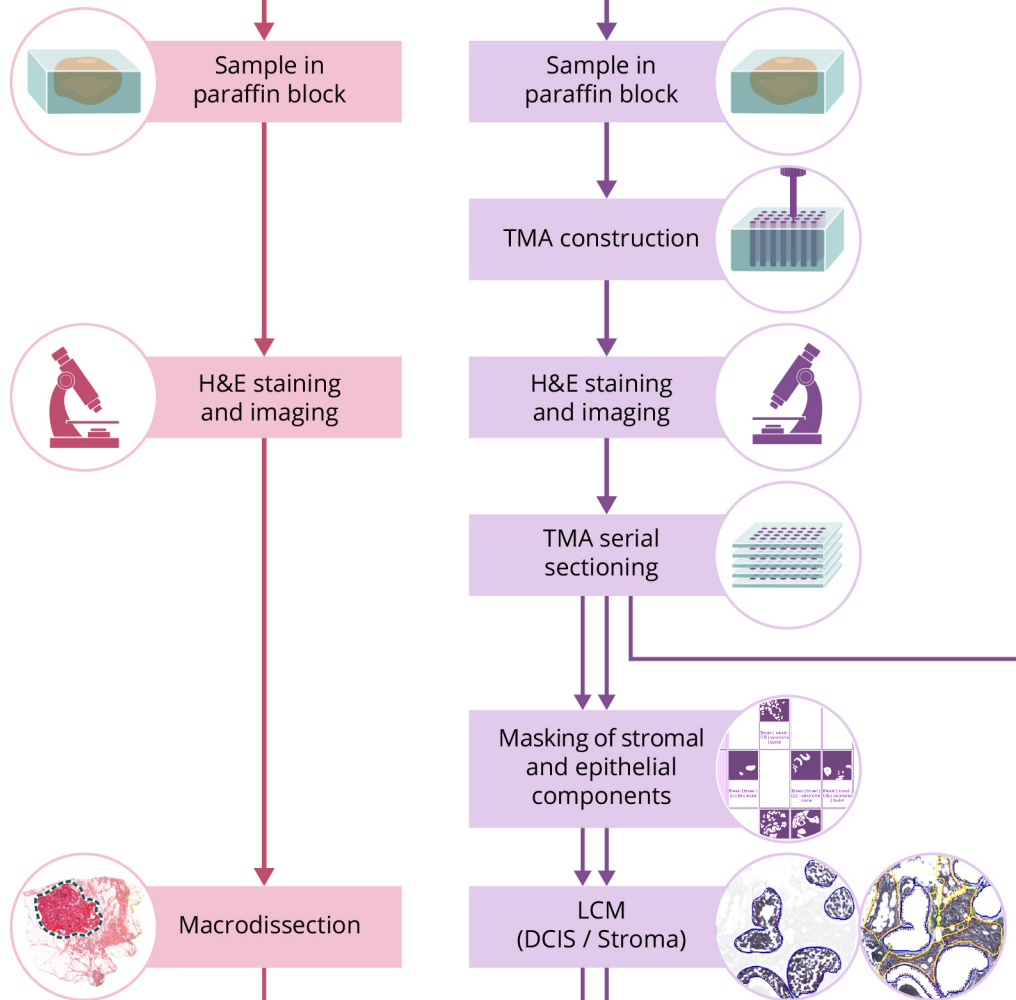 Sample in
paraffin block
Sample in
paraffin block
TMA construction
H&E staining
and imaging
H&E staining
and imaging
TMA serial
sectioning
Masking of stromal
and epithelial
components
Macrodissection
LCM
(DCIS / Stroma)